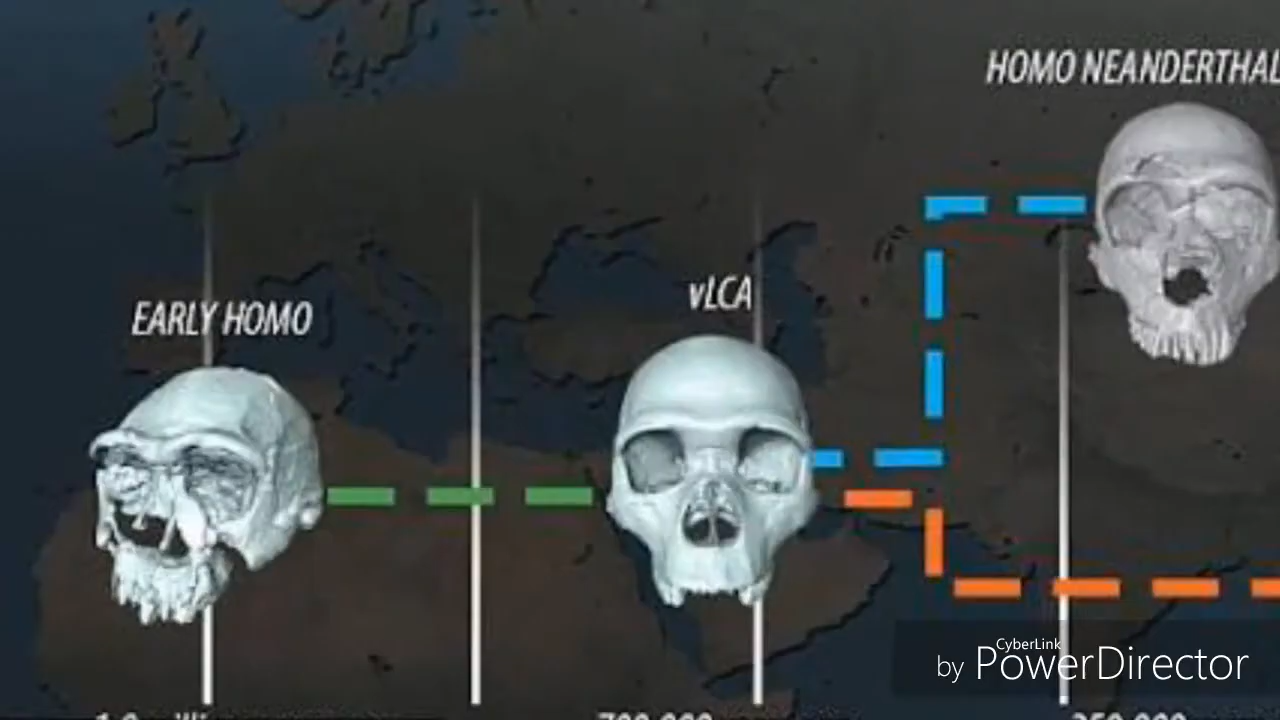 HOMO NEANDERTHAL
vLCA
EARLY HOMO
CyberLink
by PowerDirector